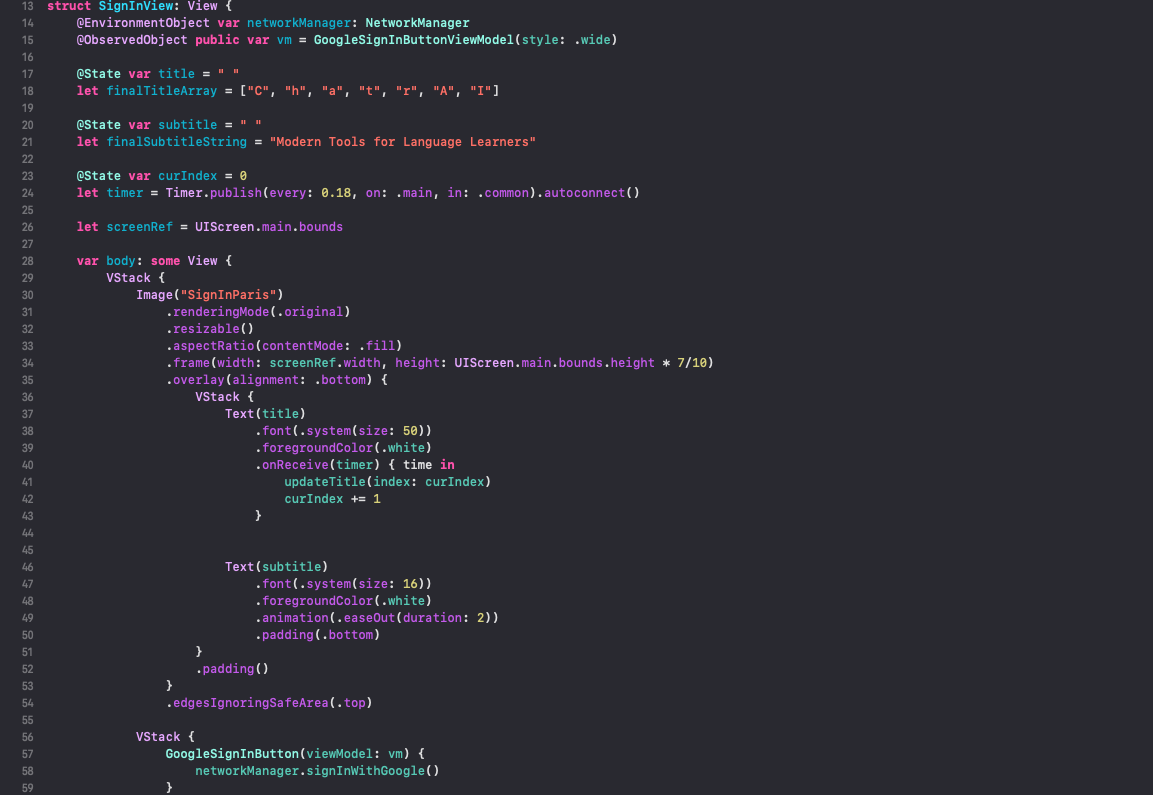 13 struct SignInView: View {
14     @EnvironmentObject var networkManager: NetworkManager
15     @ObservedObject public var vm = GoogleSignInButtonViewModel(style: .wide)
16
17     @State var title = " "
18     let finalTitleArray = ["C", "h", "a", "t", "r", "A", "I"]
19
20     @State var subtitle = " "
21     let finalSubtitleString = "Modern Tools for Language Learners"
22
23     @State var curIndex = 0
24     let timer = Timer.publish(every: 0.18, on: .main, in: .common).autoconnect()
25
26     let screenRef = UIScreen.main.bounds
27
28     var body: some View {
29         VStack {
30             Image("SignInParis")
31                 .renderingMode(.original)
32                 .resizable()
33                 .aspectRatio(contentMode: .fill)
34                 .frame(width: screenRef.width, height: UIScreen.main.bounds.height * 7/10)
35                 .overlay(alignment: .bottom) {
36                     VStack {
37                         Text(title)
38                             .font(.system(size: 50))
39                             .foregroundColor(.white)
40                             .onReceive(timer) { time in
41                                 updateTitle(index: curIndex)
42                                 curIndex += 1
43                             }
44
45
46                         Text(subtitle)
47                             .font(.system(size: 16))
48                             .foregroundColor(.white)
49                             .animation(.easeOut(duration: 2))
50                             .padding(.bottom)
51                     }
52                     .padding()
53                 }
54                 .edgesIgnoringSafeArea(.top)
55
56             VStack {
57                 GoogleSignInButton(viewModel: vm) {
58                     networkManager.signInWithGoogle()
59                 }